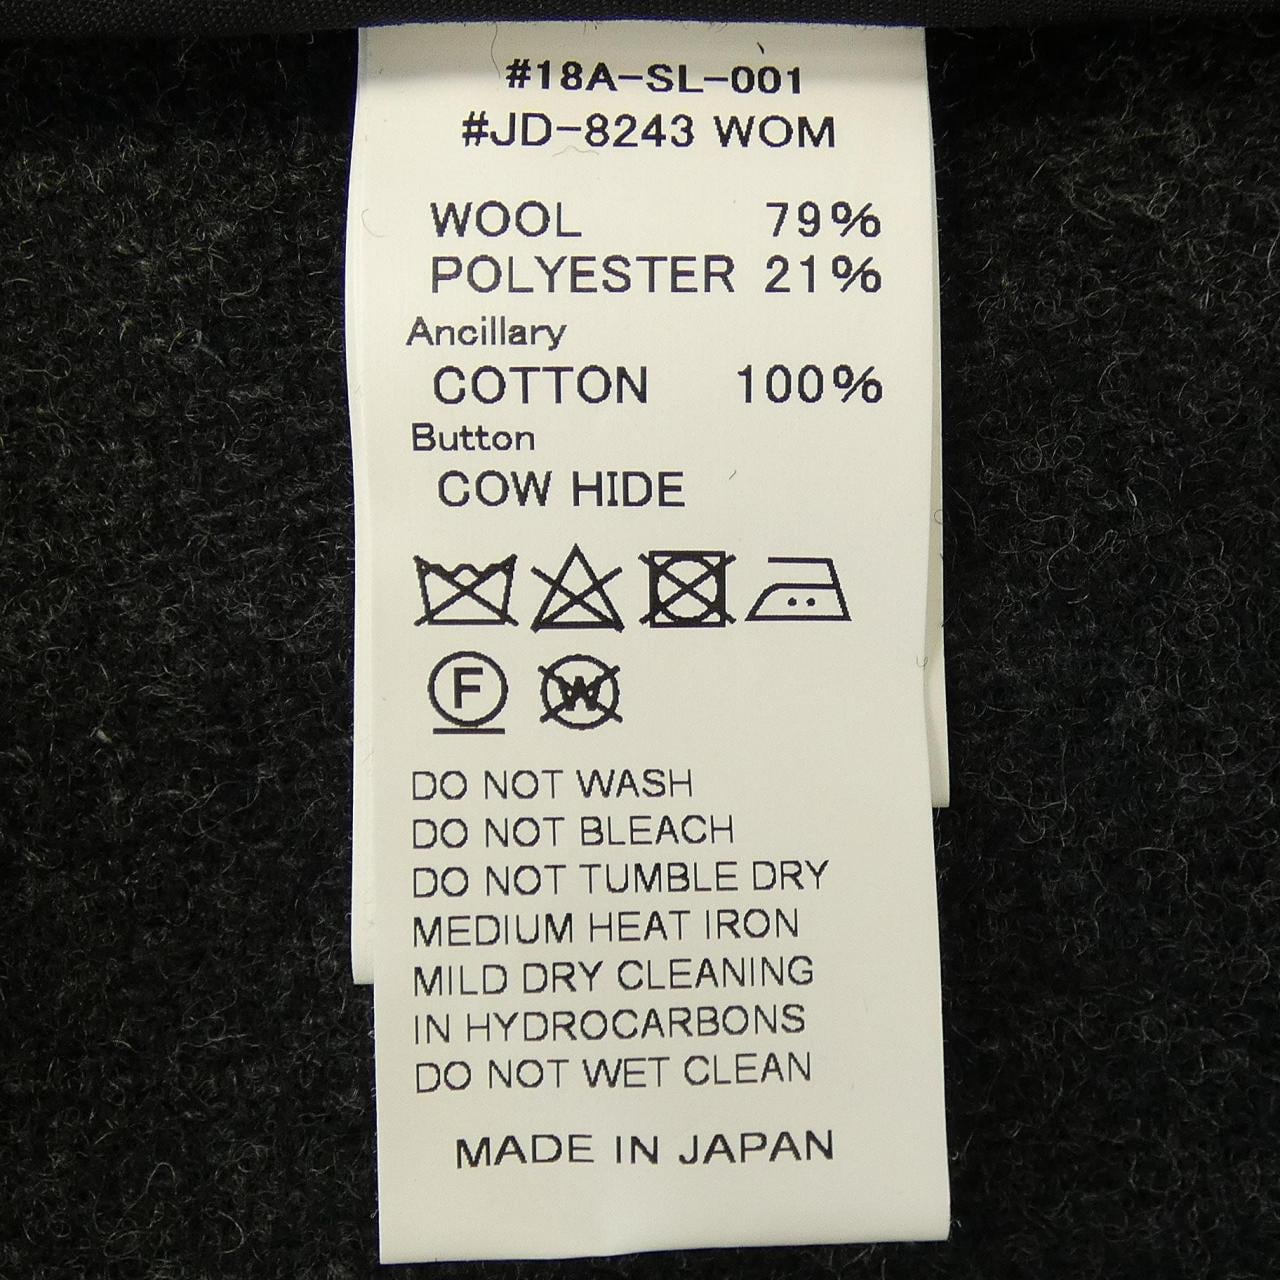 #18A-SL-001
#JD-8243 WOM
WOOL 79%
POLYESTER 21%
Ancillary
COTTON 100%
Button
COW HIDE
F W
DO NOT WASH
DO NOT BLEACH
DO NOT TUMBLE DRY
MEDIUM HEAT IRON
MILD DRY CLEANING
IN HYDROCARBONS
DO NOT WET CLEAN
MADE IN JAPAN